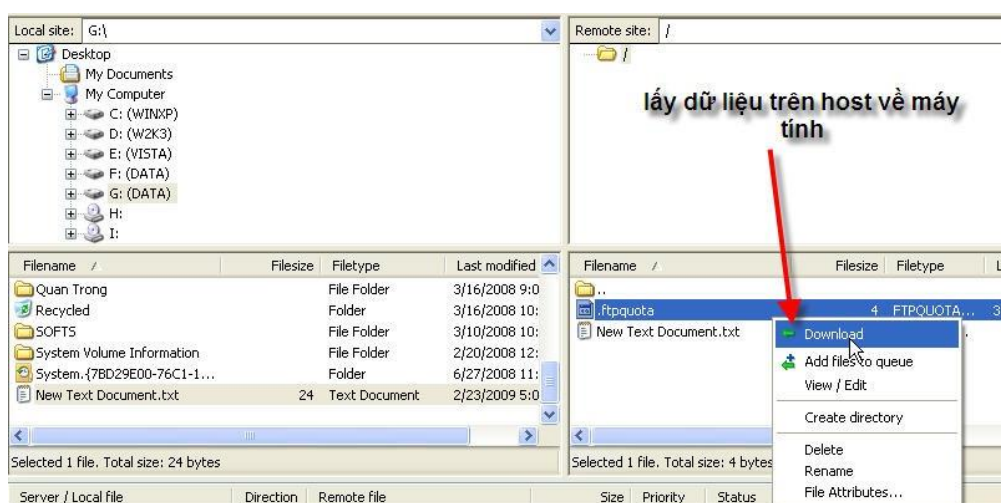 Local site: G:\
Remote site: /
Desktop
My Documents
My Computer
C: (WINXP)
D: (W2K3)
E: (VISTA)
F: (DATA)
G: (DATA)
H:
I:
/
lấy dữ liệu trên host về máy
tính
Filename / Filesize Filetype Last modified
Quan Trong File Folder 3/16/2008 9:0
Recycled Folder 3/16/2008 10:
SOFTS File Folder 3/10/2008 10:
System Volume Information File Folder 2/20/2008 12:
System.{7BD29E00-76C1-1... Folder 6/27/2008 11:
New Text Document.txt 24 Text Document 2/23/2009 5:0
Selected 1 file. Total size: 24 bytes
Filename / Filesize Filetype L
..
.ftpquota 4 FTPQUOTA... 3
New Text Document.txt
Download
Add files to queue
View / Edit
Create directory
Delete
Rename
File Attributes...
Selected 1 file. Total size: 4 bytes
Server / Local file Direction Remote file Size Priority Status